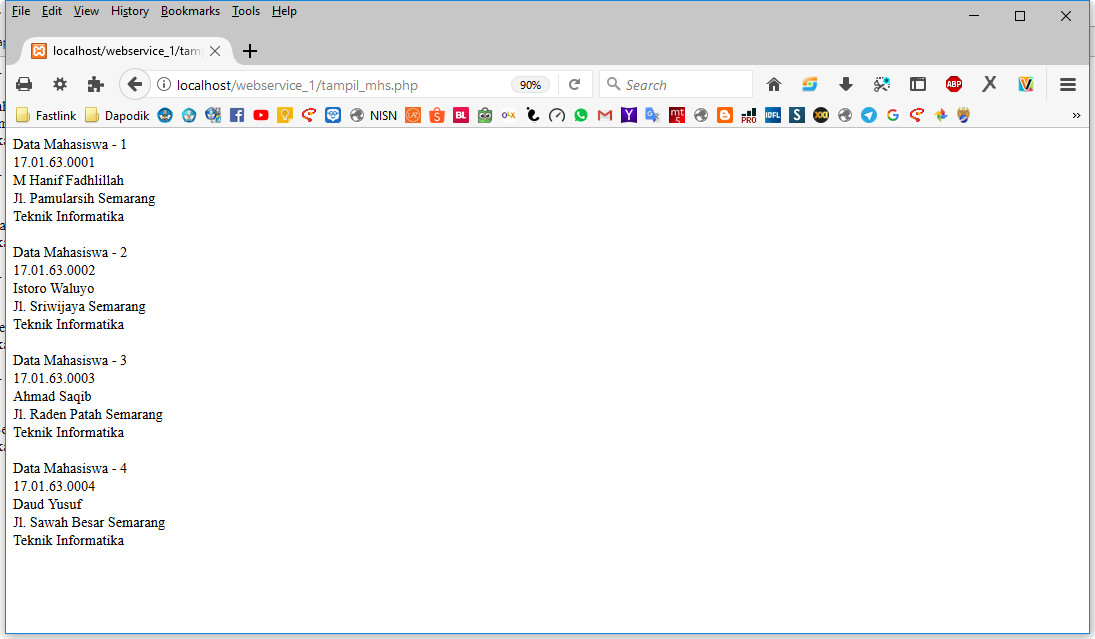 File Edit View History Bookmarks Tools Help
localhost/webservice_1/tam
localhost/webservice_1/tampil_mhs.php 90% Search ABP
Fastlink Dapodik NISN BL OLX mt5 PRO IDFL S XXI »
Data Mahasiswa - 1
17.01.63.0001
M Hanif Fadhlillah
Jl. Pamularsih Semarang
Teknik Informatika
Data Mahasiswa - 2
17.01.63.0002
Istoro Waluyo
Jl. Sriwijaya Semarang
Teknik Informatika
Data Mahasiswa - 3
17.01.63.0003
Ahmad Saqib
Jl. Raden Patah Semarang
Teknik Informatika
Data Mahasiswa - 4
17.01.63.0004
Daud Yusuf
Jl. Sawah Besar Semarang
Teknik Informatika